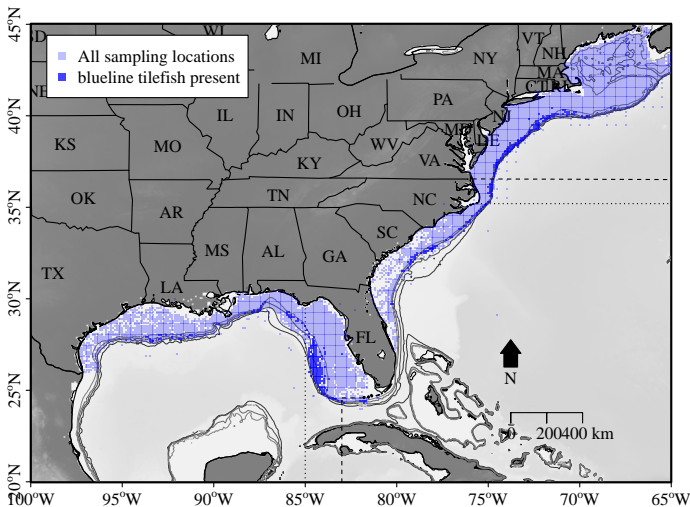 45°N
40°N
35°N
30°N
25°N
20°N
100°W
95°W
90°W
85°W
80°W
75°W
70°W
65°W
All sampling locations
blueline tilefish present
WI
MI
NY
VT
NH
MA
CT
RI
PA
NJ
OH
IN
IL
NE
SD
KS
MO
WV
MD
DE
VA
KY
OK
AR
TN
NC
SC
MS
AL
GA
TX
LA
FL
N
0 200 400 km